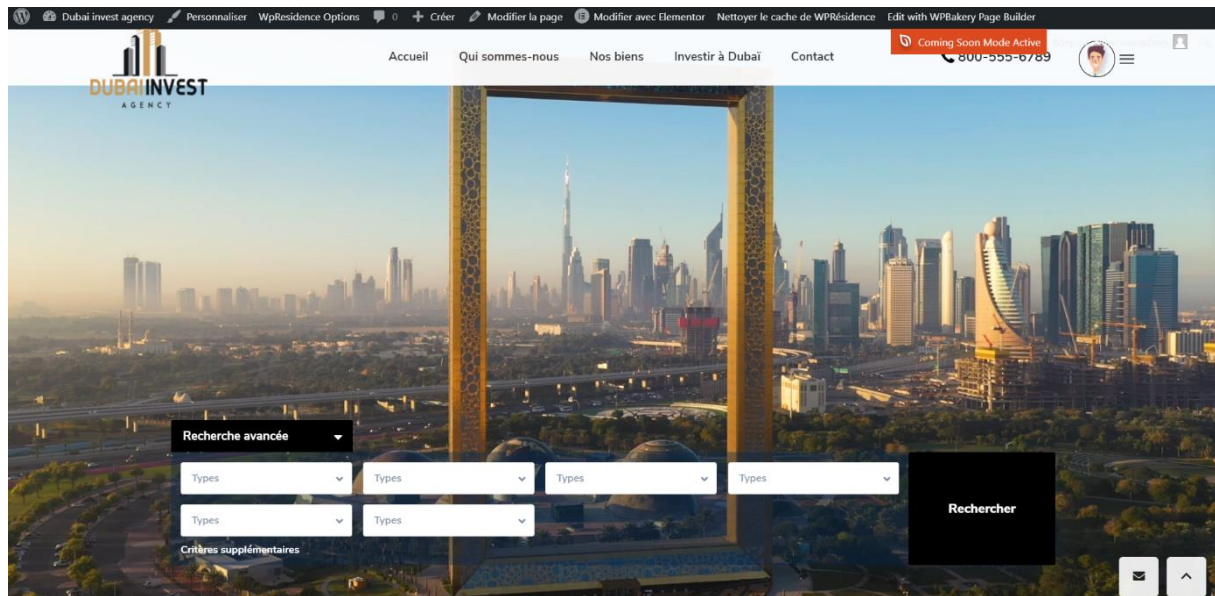 Dubai invest agency Personnaliser WpResidence Options 0 Créer Modifier la page Modifier avec Elementor Nettoyer le cache de WPRésidence Edit with WPBakery Page Builder
Coming Soon Mode Active
DUBAI INVEST
AGENCY
Accueil Qui sommes-nous Nos biens Investir à Dubaï Contact 800-555-6789
Recherche avancée
Types Types Types Types
Types Types
Rechercher
Critères supplémentaires